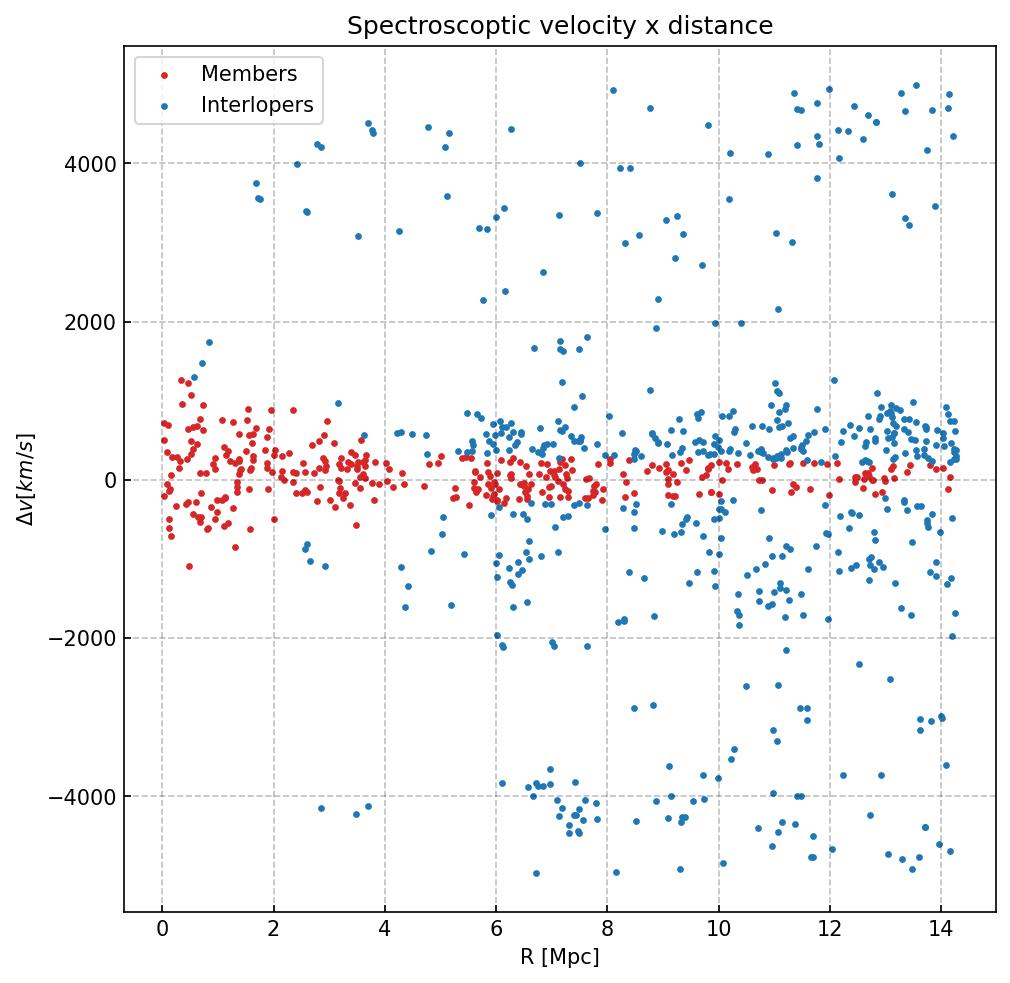 Spectroscoptic velocity x distance
Members
Interlopers
4000
2000
0
−2000
−4000
Δv[km/s]
0 2 4 6 8 10 12 14
R [Mpc]